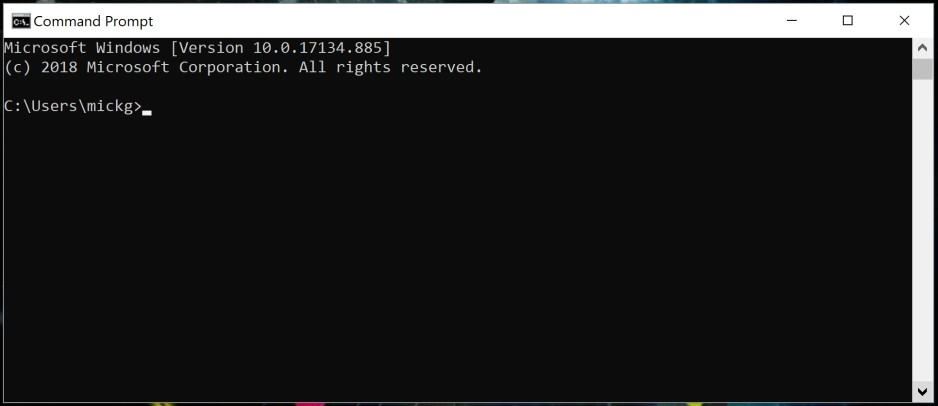 Command Prompt
Microsoft Windows [Version 10.0.17134.885]
(c) 2018 Microsoft Corporation. All rights reserved.
C:\Users\mickg>